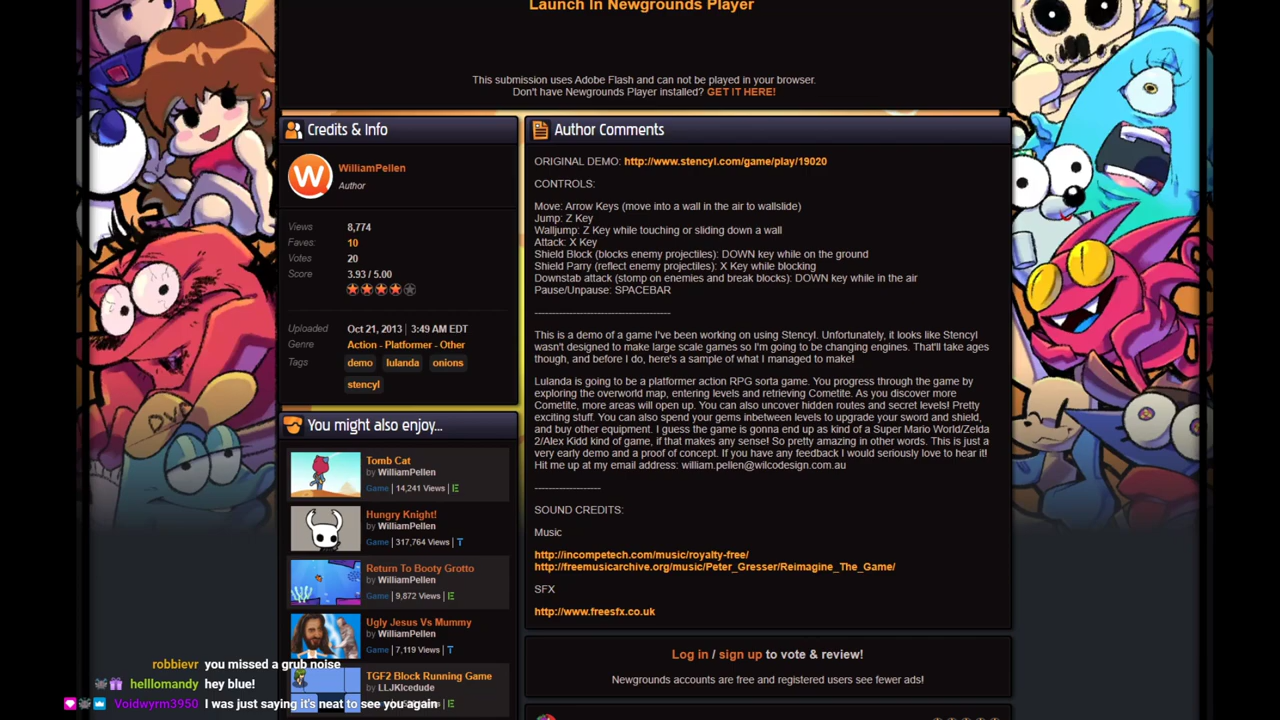 Launch In Newgrounds Player
This submission uses Adobe Flash and can not be played in your browser.
Don't have Newgrounds Player installed? GET IT HERE!
Credits & Info
W
WilliamPellen
Author
Views 8,774
Faves: 10
Votes 20
Score 3.93 / 5.00
Uploaded Oct 21, 2013 | 3:49 AM EDT
Genre Action - Platformer - Other
Tags demo lulanda onions
stencyl
You might also enjoy...
Tomb Cat
by WilliamPellen
Game | 14,241 Views | E
Hungry Knight!
by WilliamPellen
Game | 317,764 Views | T
Return To Booty Grotto
by WilliamPellen
Game | 9,872 Views | E
Ugly Jesus Vs Mummy
by WilliamPellen
Game | 7,119 Views | T
TGF2 Block Running Game
by LLJKIcedude
Author Comments
ORIGINAL DEMO: http://www.stencyl.com/game/play/19020
CONTROLS:
Move: Arrow Keys (move into a wall in the air to wallslide)
Jump: Z Key
Walljump: Z Key while touching or sliding down a wall
Attack: X Key
Shield Block (blocks enemy projectiles): DOWN key while on the ground
Shield Parry (reflect enemy projectiles): X Key while blocking
Downstab attack (stomp on enemies and break blocks): DOWN key while in the air
Pause/Unpause: SPACEBAR
---------------------------------------
This is a demo of a game I've been working on using Stencyl. Unfortunately, it looks like Stencyl
wasn't designed to make large scale games so I'm going to be changing engines. That'll take ages
though, and before I do, here's a sample of what I managed to make!
Lulanda is going to be a platformer action RPG sorta game. You progress through the game by
exploring the overworld map, entering levels and retrieving Cometite. As you discover more
Cometite, more areas will open up. You can also uncover hidden routes and secret levels! Pretty
exciting stuff. You can also spend your gems inbetween levels to upgrade your sword and shield
and buy other equipment. I guess the game is gonna end up as kind of a Super Mario World/Zelda
2/Alex Kidd kind of game, if that makes any sense! So pretty amazing in other words. This is just a
very early demo and a proof of concept. If you have any feedback I would seriously love to hear it!
Hit me up at my email address: william.pellen@wilcodesign.com.au
-------------------
SOUND CREDITS:
Music
http://incompetech.com/music/royalty-free/
http://freemusicarchive.org/music/Peter_Gresser/Reimagine_The_Game/
SFX
http://www.freesfx.co.uk
Log in / sign up to vote & review!
Newgrounds accounts are free and registered users see fewer ads!
robbievr you missed a grub noise
helllomandy hey blue!
Voidwyrm3950 I was just saying it's neat to see you again